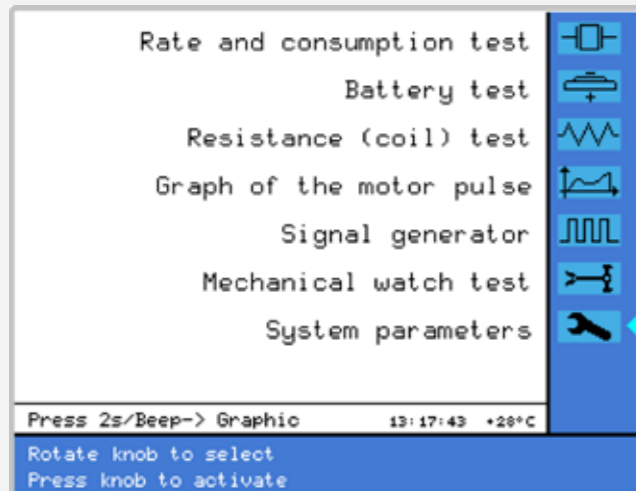 Rate and consumption test
Battery test
Resistance (coil) test
Graph of the motor pulse
Signal generator
Mechanical watch test
System parameters
Press 2s/Beep-> Graphic 13:17:43 +28°C
Rotate knob to select
Press knob to activate